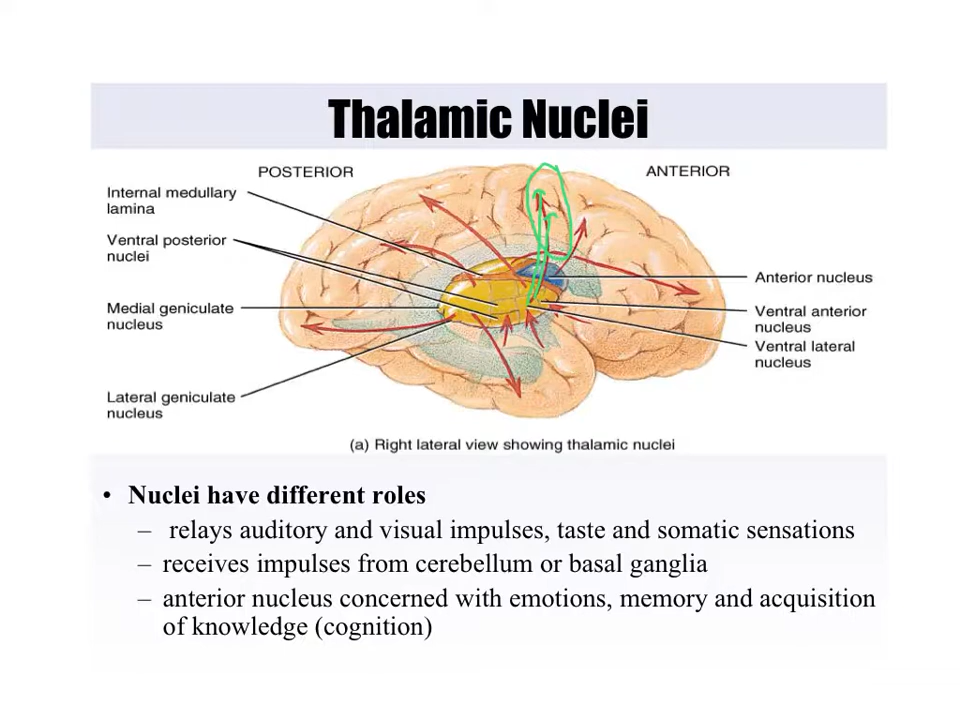 Thalamic Nuclei
POSTERIOR
ANTERIOR
Internal medullary
lamina
Ventral posterior
nuclei
Medial geniculate
nucleus
Lateral geniculate
nucleus
Anterior nucleus
Ventral anterior
nucleus
Ventral lateral
nucleus
(a) Right lateral view showing thalamic nuclei
• Nuclei have different roles
– relays auditory and visual impulses, taste and somatic sensations
– receives impulses from cerebellum or basal ganglia
– anterior nucleus concerned with emotions, memory and acquisition
of knowledge (cognition)